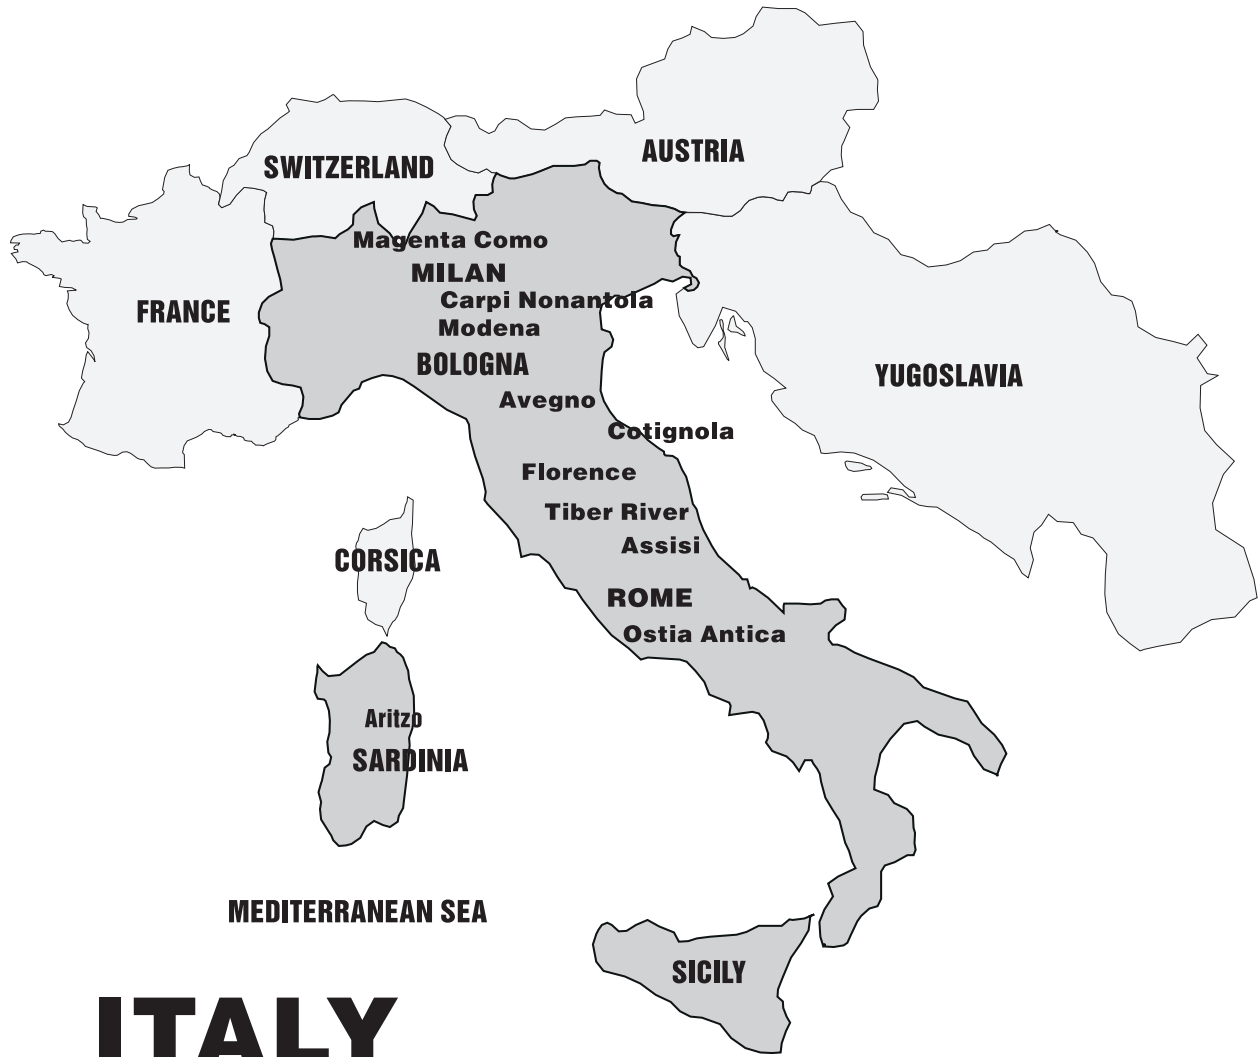 AUSTRIA
SWITZERLAND
Magenta Como
MILAN
Carpi Nonantola
FRANCE
Modena
BOLOGNA
YUGOSLAVIA
Avegno
Cotignola
Florence
Tiber River
Assisi
CORSICA
ROME
Ostia Antica
Aritzo
SARDINIA
MEDITERRANEAN SEA
SICILY
ITALY